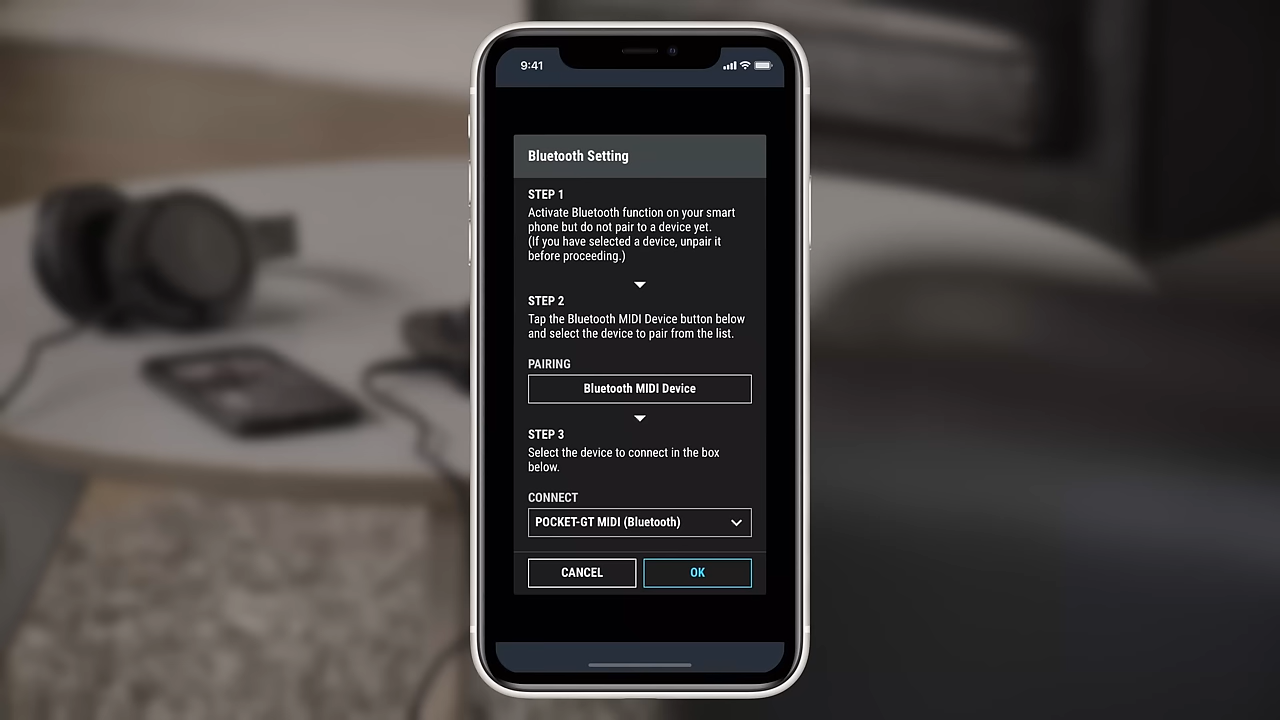 9:41
Bluetooth Setting
STEP 1
Activate Bluetooth function on your smart
phone but do not pair to a device yet.
(If you have selected a device, unpair it
before proceeding.)
STEP 2
Tap the Bluetooth MIDI Device button below
and select the device to pair from the list.
PAIRING
Bluetooth MIDI Device
STEP 3
Select the device to connect in the box
below.
CONNECT
POCKET-GT MIDI (Bluetooth)
CANCEL OK